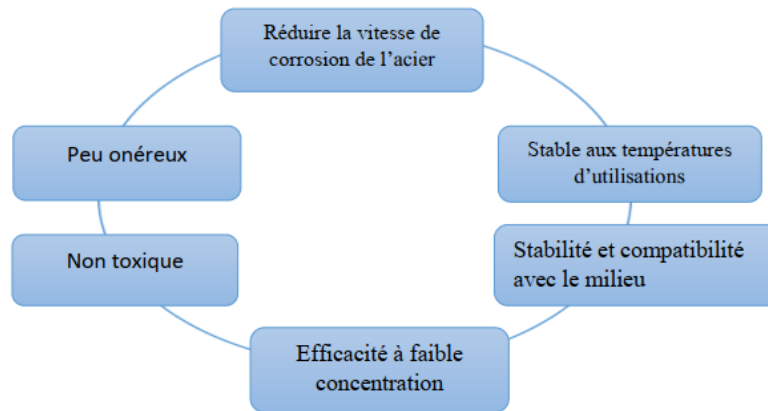 Réduire la vitesse de
corrosion de l’acier
Peu onéreux
Stable aux températures
d’utilisations
Non toxique
Stabilité et compatibilité
avec le milieu
Efficacité à faible
concentration